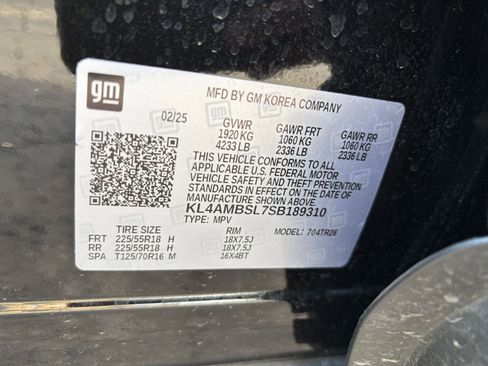 gm
MFD BY GM KOREA COMPANY
02/25 GVWR GAWR FRT GAWR RR
1920 KG 1060 KG 1060 KG
4233 LB 2336 LB 2336 LB
THIS VEHICLE CONFORMS TO ALL
APPLICABLE U.S. FEDERAL MOTOR
VEHICLE SAFETY AND THEFT
PREVENTION STANDARDS IN
EFFECT ON THE DATE OF
MANUFACTURE SHOWN ABOVE.
KL4AMBSL7SB189310
TYPE: MPV MODEL: 704TR26
TIRE SIZE RIM
FRT 225/55R18 H 18X7.5J
RR 225/55R18 H 18X7.5J
SPA T125/70R16 M 16X4BT